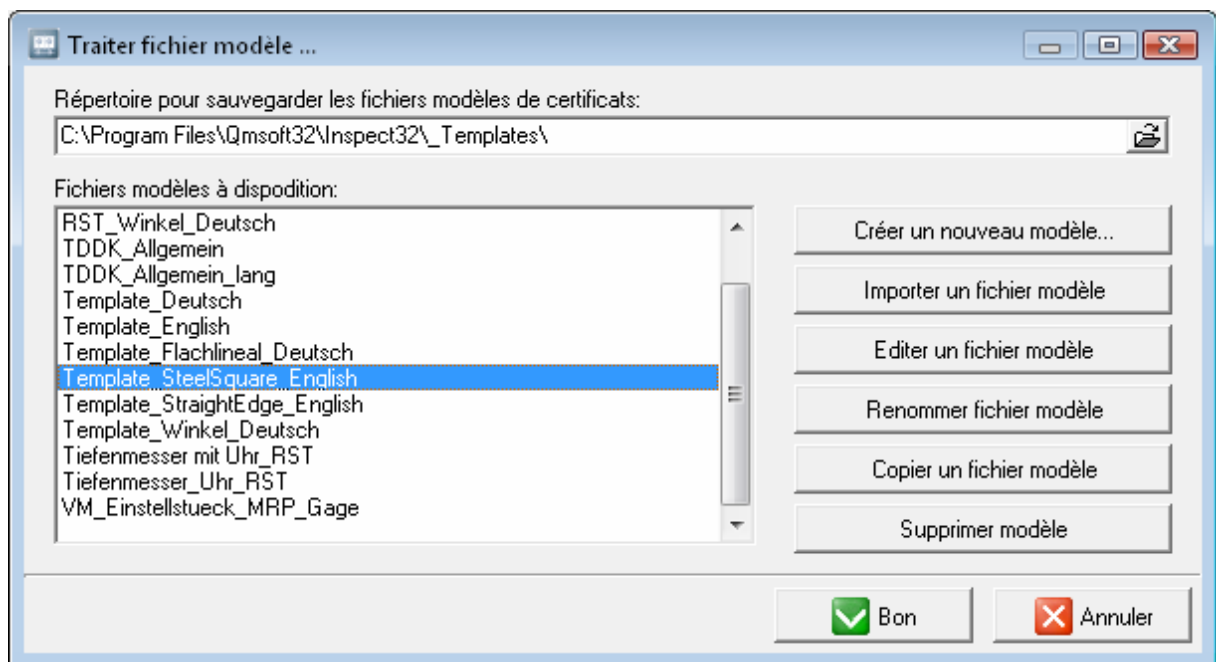 Traiter fichier modèle ...
Répertoire pour sauvegarder les fichiers modèles de certificats:
C:\Program Files\Qmsoft32\Inspect32\_Templates\
Fichiers modèles à dispodition:
RST_Winkel_Deutsch
TDDK_Allgemein
TDDK_Allgemein_lang
Template_Deutsch
Template_English
Template_Flachlineal_Deutsch
Template_SteelSquare_English
Template_StraightEdge_English
Template_Winkel_Deutsch
Tiefenmesser mit Uhr_RST
Tiefenmesser_Uhr_RST
VM_Einstellstueck_MRP_Gage
Créer un nouveau modèle...
Importer un fichier modèle
Editer un fichier modèle
Renommer fichier modèle
Copier un fichier modèle
Supprimer modèle
Bon
Annuler